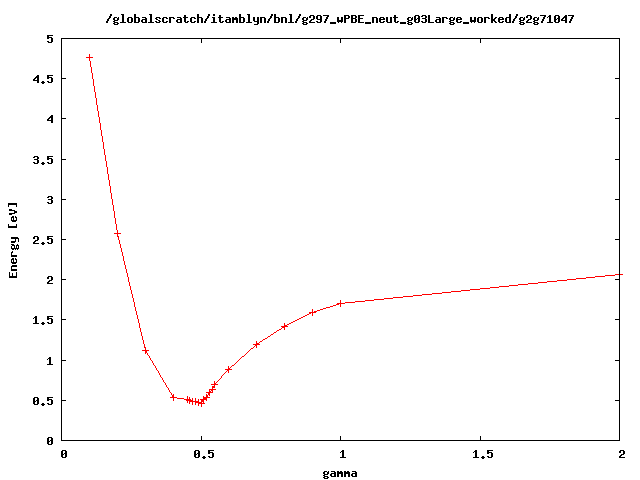 /globalscratch/itamblyn/bnl/g297_wPBE_neut_g03Large_worked/g2g71047
5
4.5
4
3.5
3
2.5
2
1.5
1
0.5
0
Energy [eV]
0 0.5 1 1.5 2
gamma